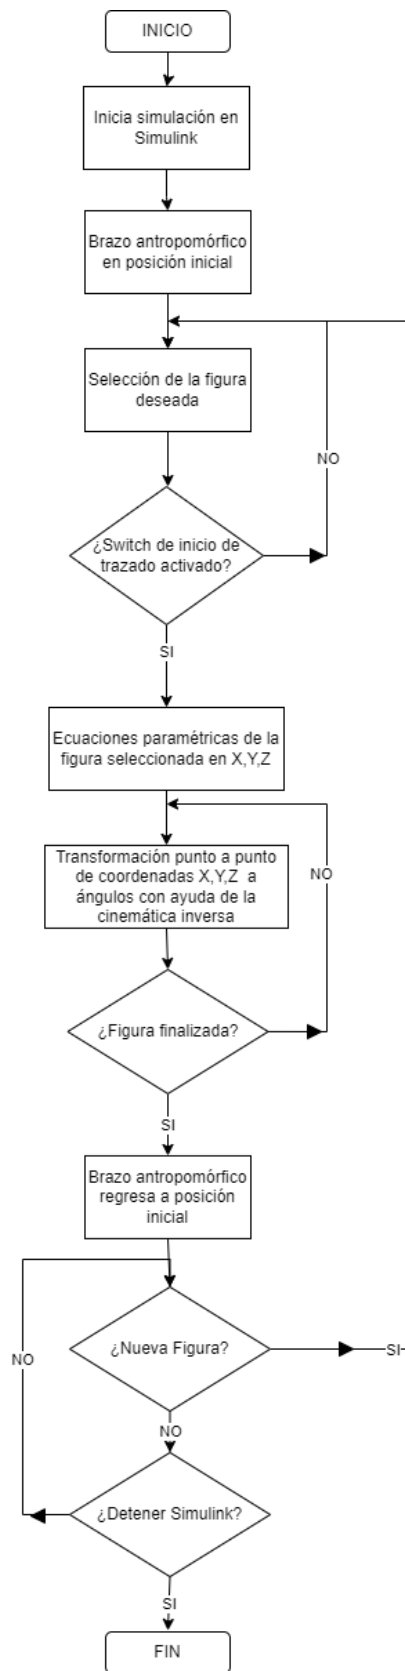 INICIO
Inicia simulación en
Simulink
Brazo antropomórfico
en posición inicial
Selección de la figura
deseada
NO
¿Switch de inicio de
trazado activado?
SI
Ecuaciones paramétricas de la
figura seleccionada en X,Y,Z
Transformación punto a punto
de coordenadas X,Y,Z a
ángulos con ayuda de la
cinemática inversa
NO
¿Figura finalizada?
SI
Brazo antropomórfico
regresa a posición
inicial
¿Nueva Figura?
SI
NO
NO
¿Detener Simulink?
SI
FIN